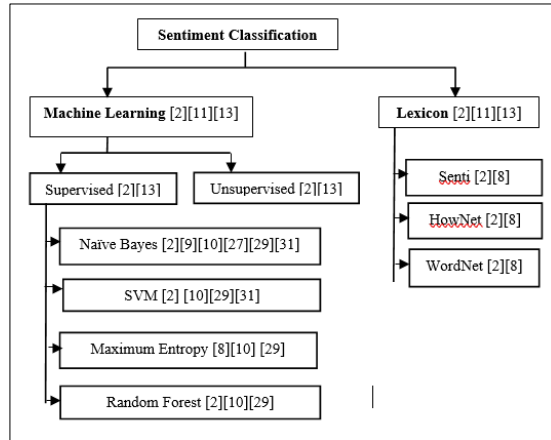 Sentiment Classification
Machine Learning [2][11][13]
Lexicon [2][11][13]
Supervised [2][13]
Unsupervised [2][13]
Senti [2][8]
HowNet [2][8]
WordNet [2][8]
Naïve Bayes [2][9][10][27][29][31]
SVM [2] [10][29][31]
Maximum Entropy [8][10] [29]
Random Forest [2][10][29]